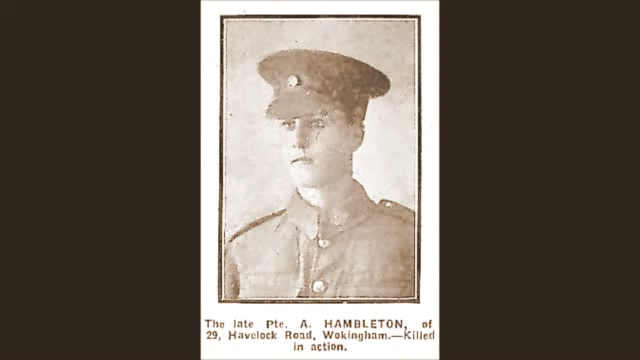 The late Pte. A. HAMBLETON, of
29, Havelock Road, Wokingham.—Killed
in action.